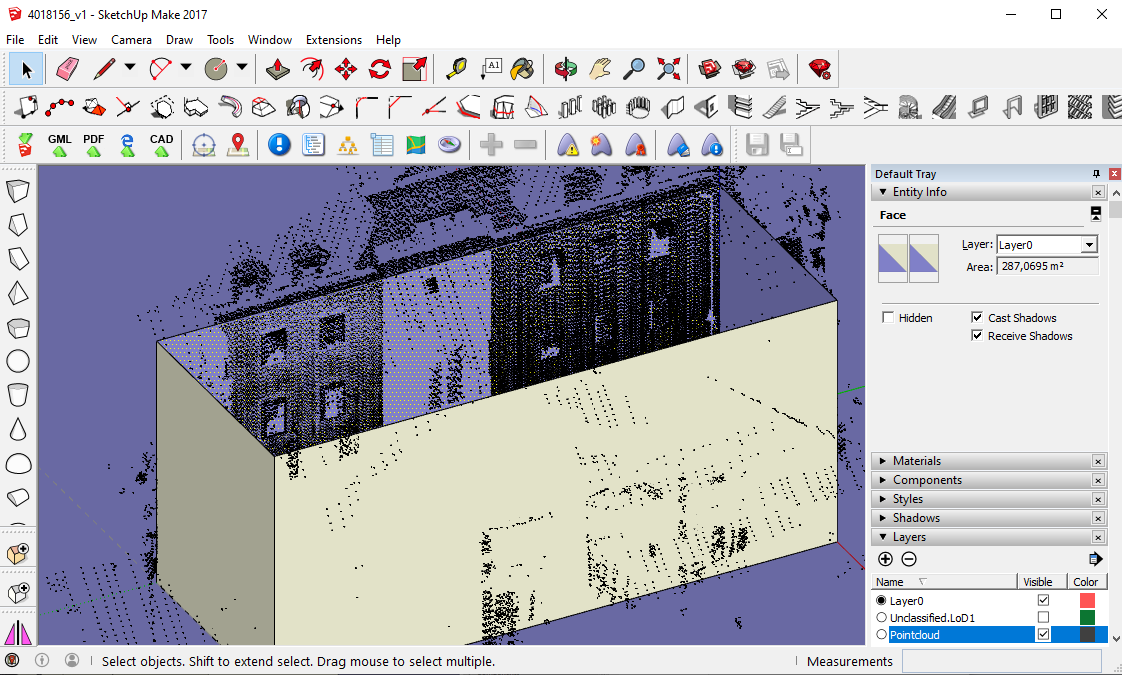 4018156_v1 - SketchUp Make 2017
File Edit View Camera Draw Tools Window Extensions Help
A1
GML PDF CAD
Default Tray
Entity Info
Face
Layer: Layer0
Area: 287,0695 m²
Hidden
Cast Shadows
Receive Shadows
Materials
Components
Styles
Shadows
Layers
Name Visible Color
Layer0
Unclassified.LoD1
Pointcloud
Select objects. Shift to extend select. Drag mouse to select multiple.
Measurements